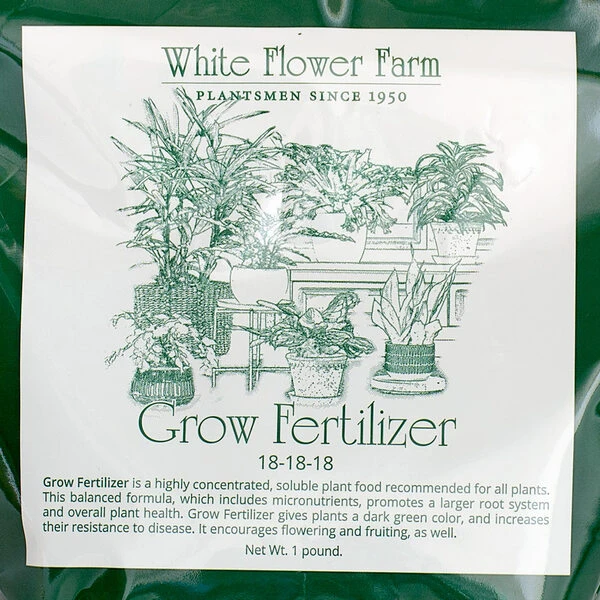 White Flower Farm
PLANTSMEN SINCE 1950
Grow Fertilizer
18-18-18
Grow Fertilizer is a highly concentrated, soluble plant food recommended for all plants.
This balanced formula, which includes micronutrients, promotes a larger root system
and overall plant health. Grow Fertilizer gives plants a dark green color, and increases
their resistance to disease. It encourages flowering and fruiting, as well.
Net Wt. 1 pound.